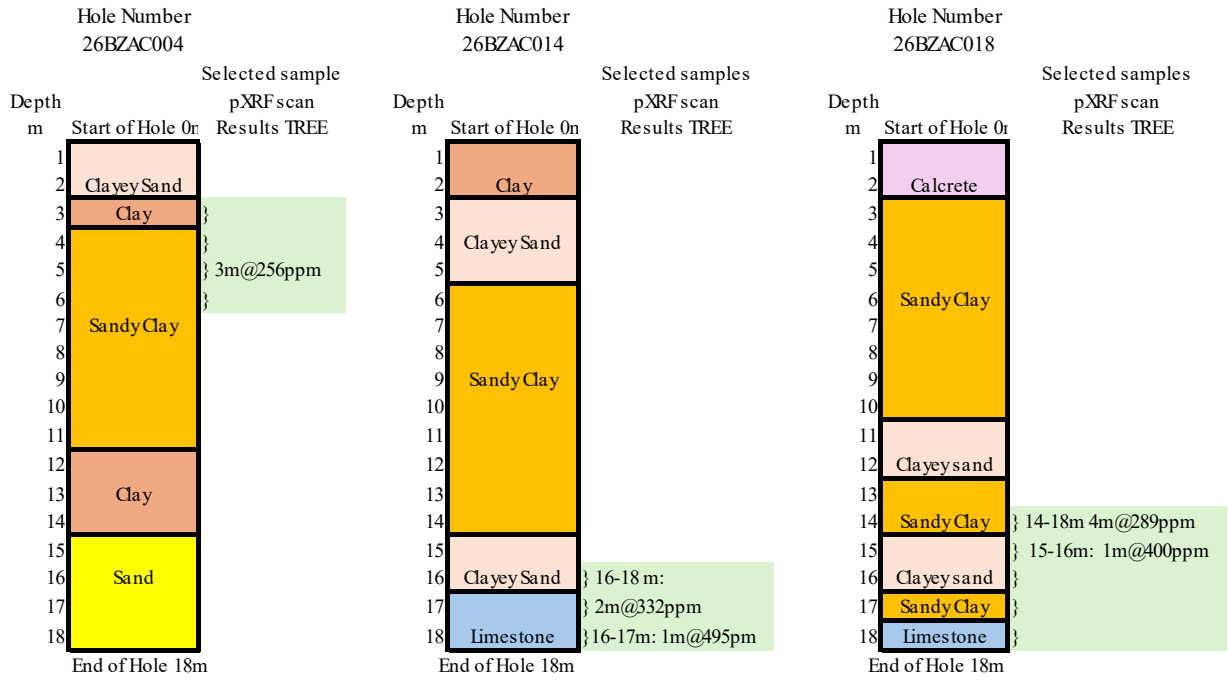 Hole Number
26BZAC004
Selected sample
pXRF scan
Results TREE
Depth
m
Start of Hole 0m
1
2
Clayey Sand
3
Clay
}
4
}
5
} 3m@256ppm
6
}
7
Sandy Clay
8
9
10
11
12
13
Clay
14
15
16
Sand
17
18
End of Hole 18m
Hole Number
26BZAC014
Selected samples
pXRF scan
Results TREE
Depth
m
Start of Hole 0m
1
2
Clay
3
4
Clayey Sand
5
6
7
8
9
Sandy Clay
10
11
12
13
14
15
16
Clayey Sand
} 16-18 m:
17
} 2m@332ppm
18
Limestone
} 16-17m: 1m@495pm
End of Hole 18m
Hole Number
26BZAC018
Selected samples
pXRF scan
Results TREE
Depth
m
Start of Hole 0m
1
2
Calcrete
3
4
5
6
Sandy Clay
7
8
9
10
11
12
Clayey sand
13
14
Sandy Clay
} 14-18m 4m@289ppm
15
} 15-16m: 1m@400ppm
16
Clayey sand
}
17
Sandy Clay
}
18
Limestone
}
End of Hole 18m